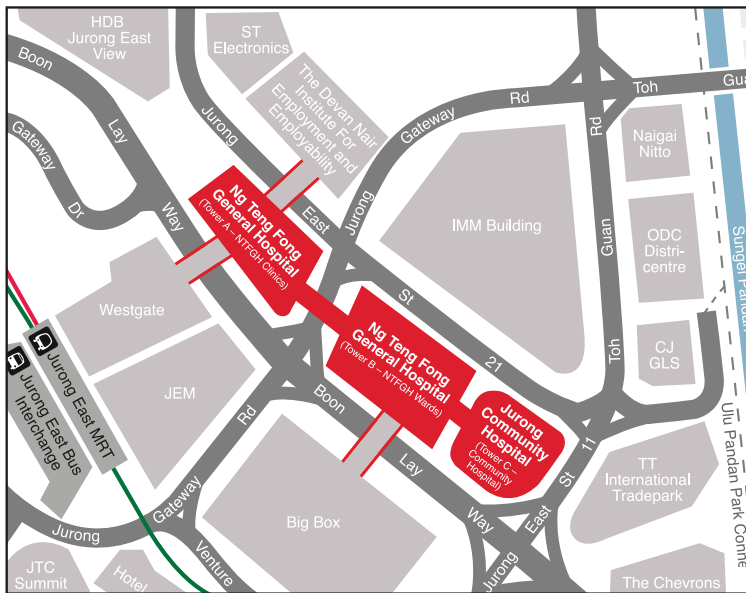 HDB
Jurong East
View
ST
Electronics
The Devan Nair
Institute For
Employment and
Employability
Boon
Lay
Way
Gateway
Dr
Jurong
East
St
21
Jurong
Gateway
Rd
Toh
Gua
Rd
Guan
Toh
Naigai
Nitto
ODC
Distri-
centre
CJ
GLS
Sungei Pandan
Ulu Pandan Park Conne
IMM Building
Ng Teng Fong
General Hospital
(Tower A – NTFGH Clinics)
Ng Teng Fong
General Hospital
(Tower B – NTFGH Wards)
Jurong
Community
Hospital
(Tower C –
Community
Hospital)
Westgate
JEM
Jurong East MRT
Jurong East Bus
Interchange
Boon
Lay
Way
Jurong
Gateway
Rd
Venture
Big Box
Jurong
East
St
11
TT
International
Tradepark
The Chevrons
JTC
Summit
Hotel